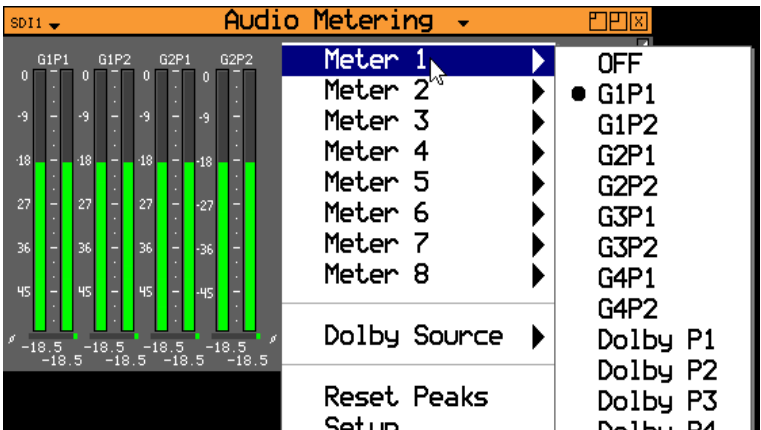 SDI1 Audio Metering
G1P1 G1P2 G2P1 G2P2
0 0 0 0
-9 -9 -9 -9
-18 -18 -18 -18
27 27 27 -27
36 36 36 -36
45 45 45 -45
-18.5 -18.5 -18.5 -18.5
-18.5 -18.5 -18.5 -18.5
Meter 1
Meter 2
Meter 3
Meter 4
Meter 5
Meter 6
Meter 7
Meter 8
Dolby Source
Reset Peaks
Setup
OFF
G1P1
G1P2
G2P1
G2P2
G3P1
G3P2
G4P1
G4P2
Dolby P1
Dolby P2
Dolby P3
Dolby P4